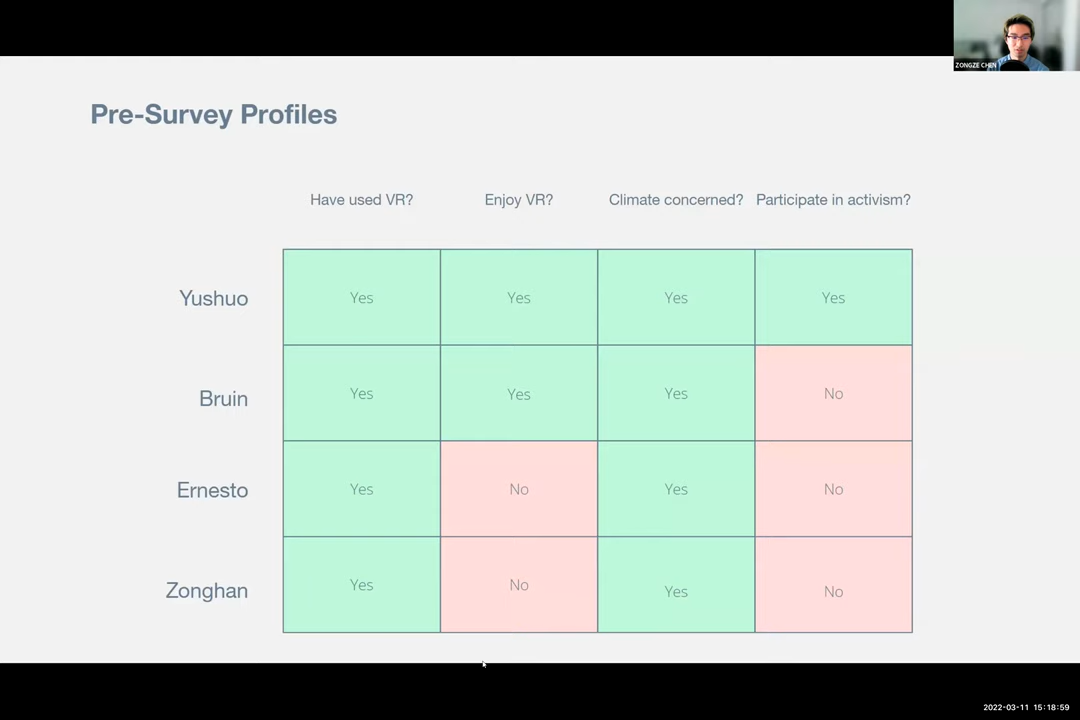 ZONGZE CHEN
Pre-Survey Profiles
Have used VR? Enjoy VR? Climate concerned? Participate in activism?
Yushuo Yes Yes Yes Yes
Bruin Yes Yes Yes No
Ernesto Yes No Yes No
Zonghan Yes No Yes No
2022-03-11 15:18:59